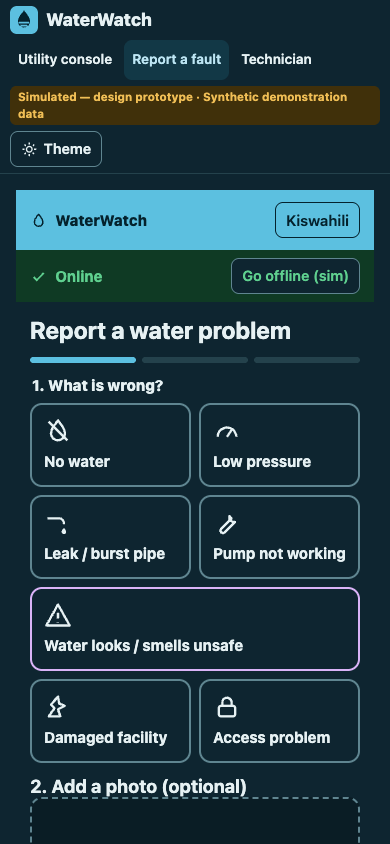 WaterWatch
Utility console Report a fault Technician
Simulated — design prototype · Synthetic demonstration
data
Theme
WaterWatch Kiswahili
Online Go offline (sim)
Report a water problem
1. What is wrong?
No water Low pressure
Leak / burst pipe Pump not working
Water looks / smells unsafe
Damaged facility Access problem
2. Add a photo (optional)